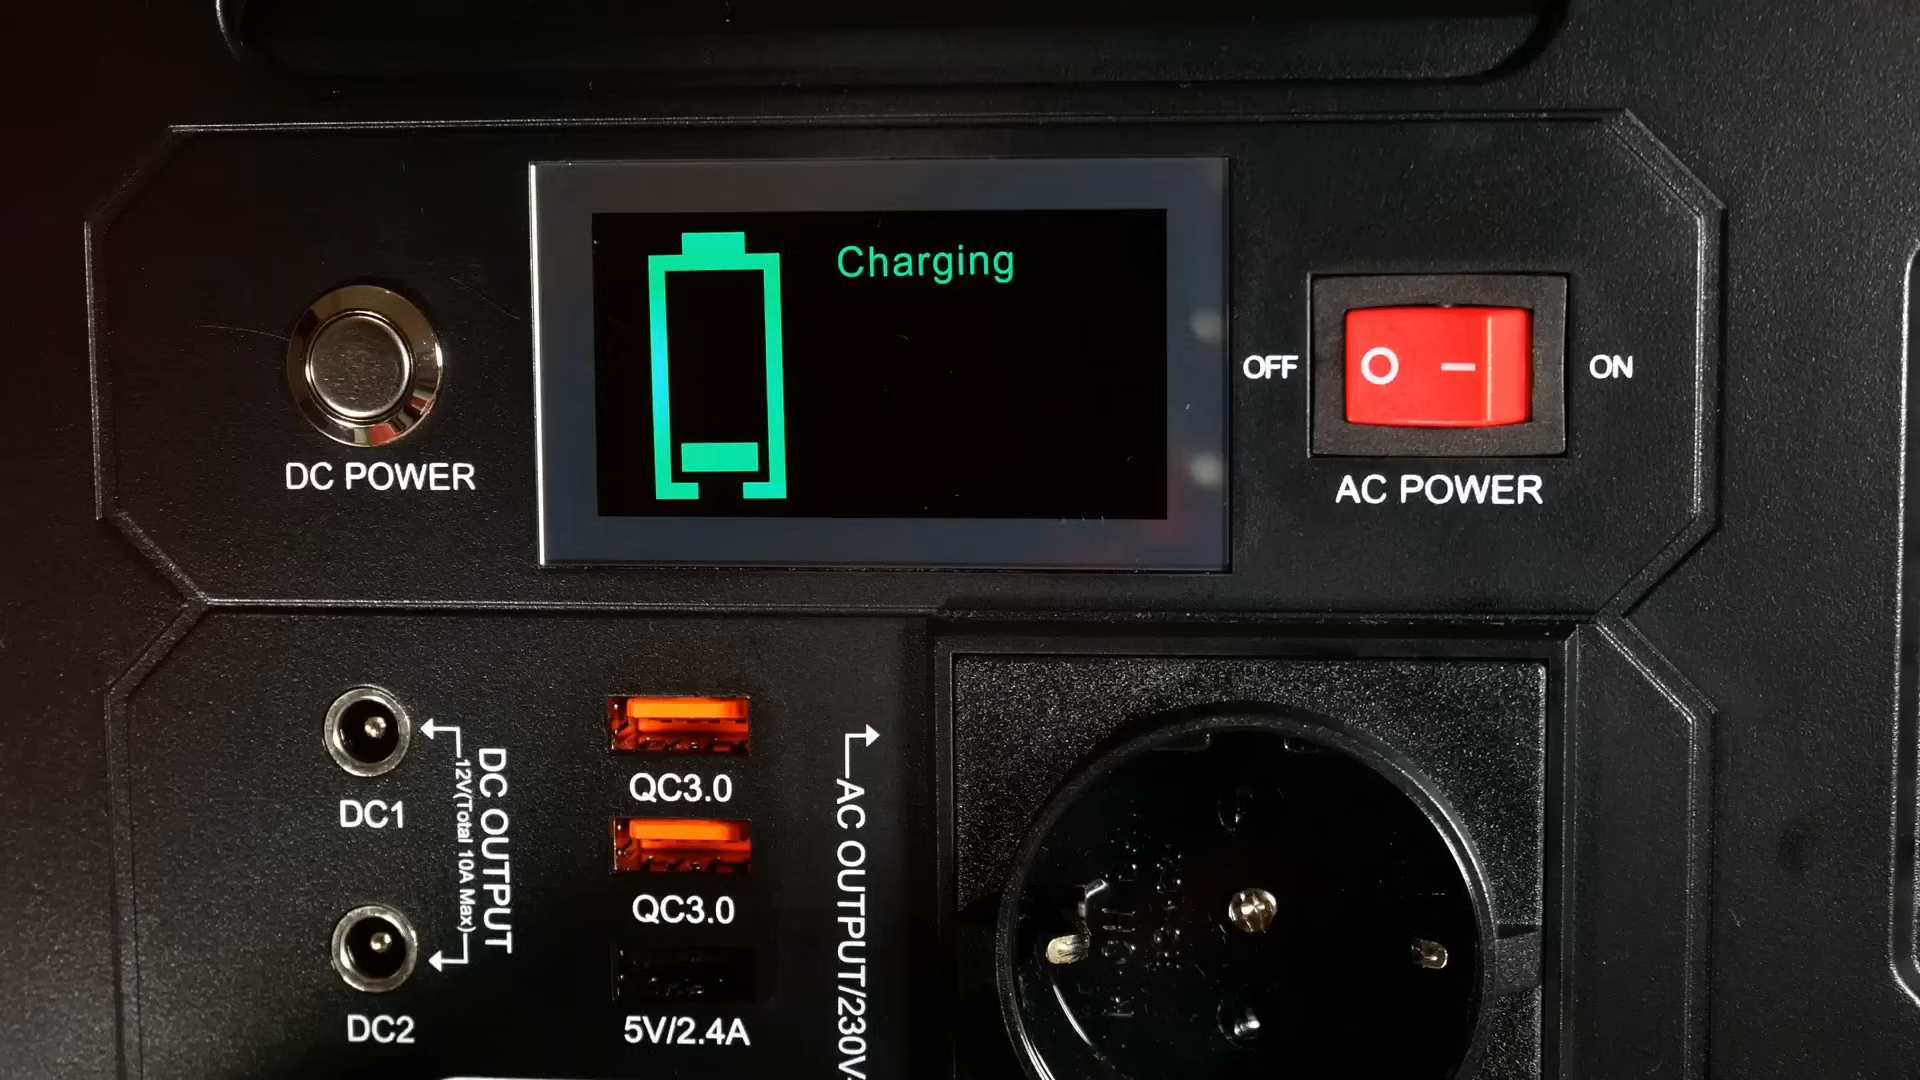 Charging
OFF
O
ON
DC POWER
AC POWER
DC1
DC OUTPUT
12V(Total 10A Max)
DC2
QC3.0
QC3.0
5V/2.4A
AC OUTPUT/230V